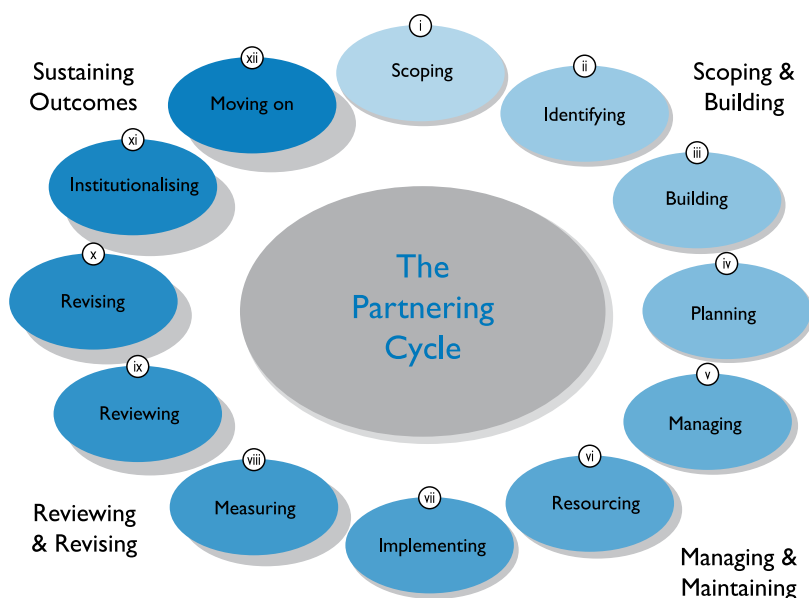 The
Partnering
Cycle
i
Scoping
ii
Identifying
Scoping &
Building
iii
Building
iv
Planning
v
Managing
vi
Resourcing
Managing &
Maintaining
vii
Implementing
viii
Measuring
Reviewing
& Revising
ix
Reviewing
x
Revising
xi
Institutionalising
Sustaining
Outcomes
xii
Moving on